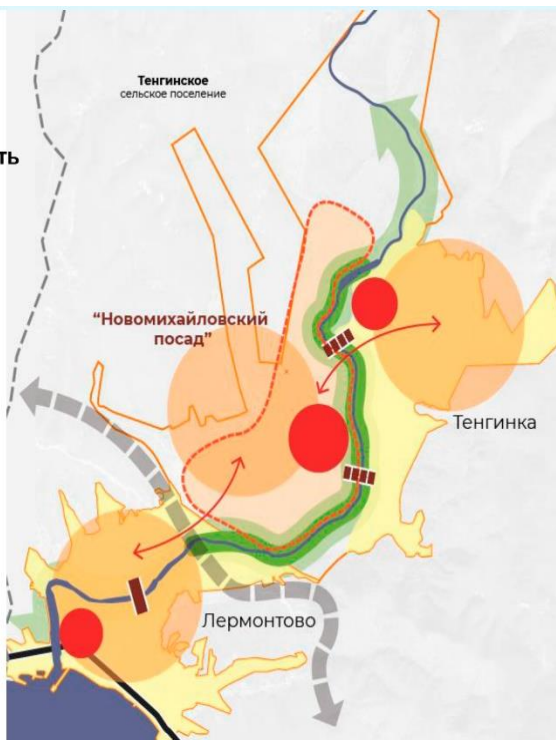 Тенгинское
сельское поселение
ть
“Новомихайловский
посад”
Тенгинка
Лермонтово